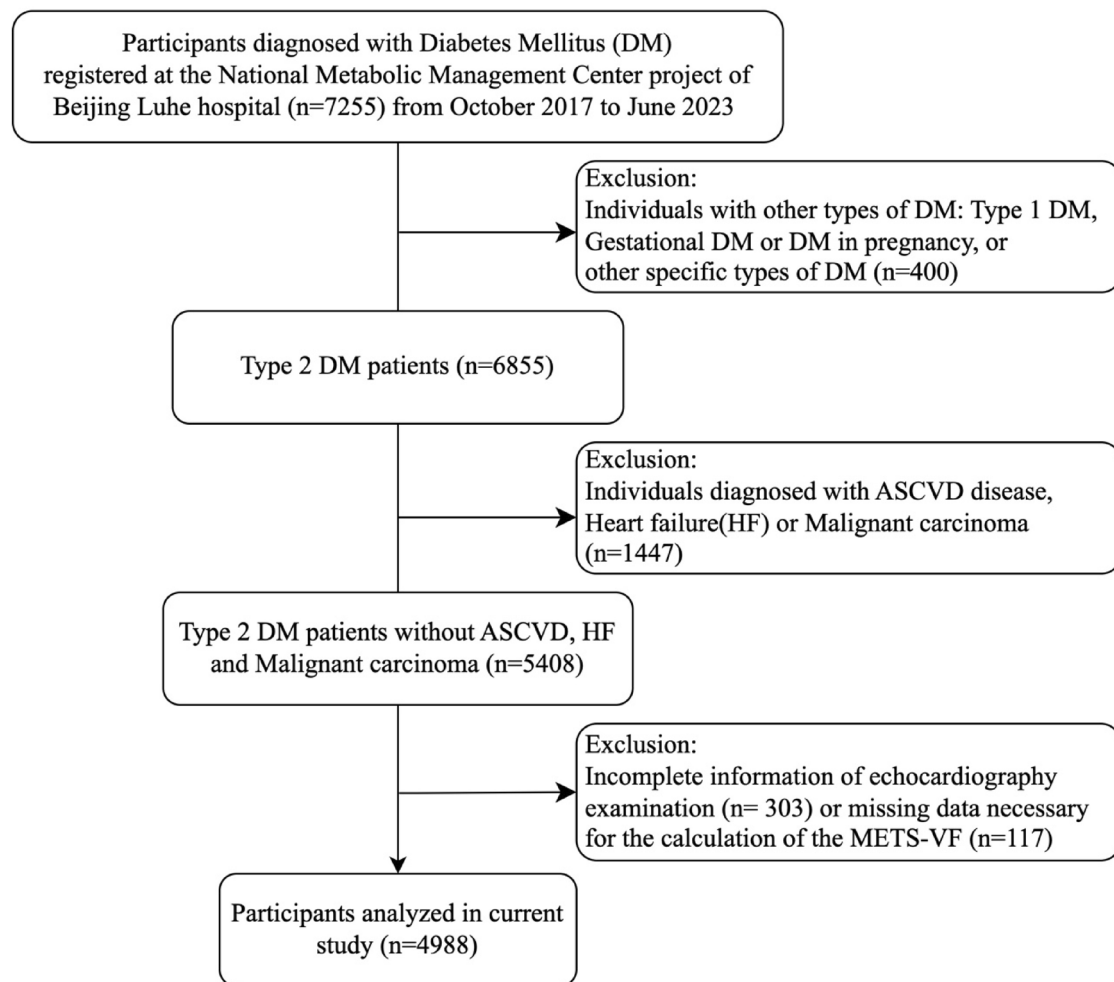 Participants diagnosed with Diabetes Mellitus (DM)
registered at the National Metabolic Management Center project of
Beijing Luhe hospital (n=7255) from October 2017 to June 2023
Exclusion:
Individuals with other types of DM: Type 1 DM,
Gestational DM or DM in pregnancy, or
other specific types of DM (n=400)
Type 2 DM patients (n=6855)
Exclusion:
Individuals diagnosed with ASCVD disease,
Heart failure(HF) or Malignant carcinoma
(n=1447)
Type 2 DM patients without ASCVD, HF
and Malignant carcinoma (n=5408)
Exclusion:
Incomplete information of echocardiography
examination (n= 303) or missing data necessary
for the calculation of the METS-VF (n=117)
Participants analyzed in current
study (n=4988)